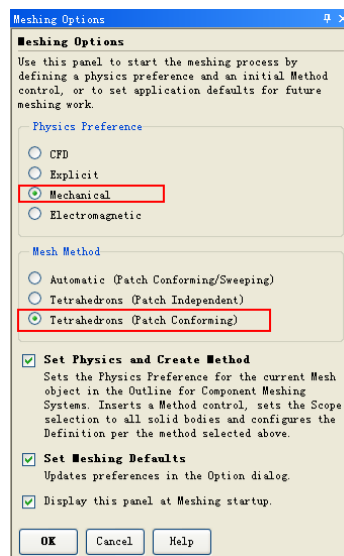 Meshing Options
Meshing Options
Use this panel to start the meshing process by
defining a physics preference and an initial Method
control, or to set application defaults for future
meshing work.
Physics Preference
CFD
Explicit
Mechanical
Electromagnetic
Mesh Method
Automatic (Patch Conforming/Sweeping)
Tetrahedrons (Patch Independent)
Tetrahedrons (Patch Conforming)
Set Physics and Create Method
Sets the Physics Preference for the current Mesh
object in the Outline for Component Meshing
Systems. Inserts a Method control, sets the Scope
selection to all solid bodies and configures the
Definition per the method selected above.
Set Meshing Defaults
Updates preferences in the Option dialog.
Display this panel at Meshing startup.
OK Cancel Help